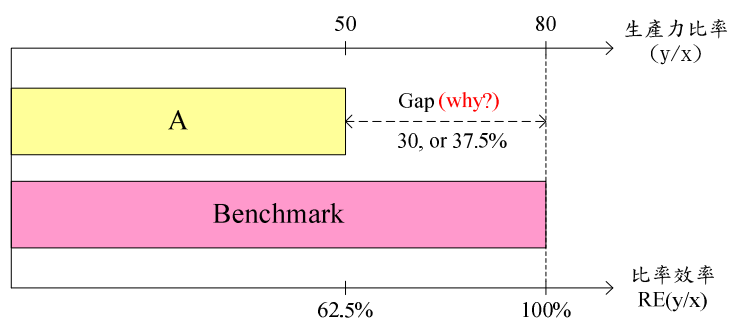 50
80
生產力比率
（y/x）
A
Gap (why?)
30, or 37.5%
Benchmark
62.5%
100%
比率效率
RE(y/x)